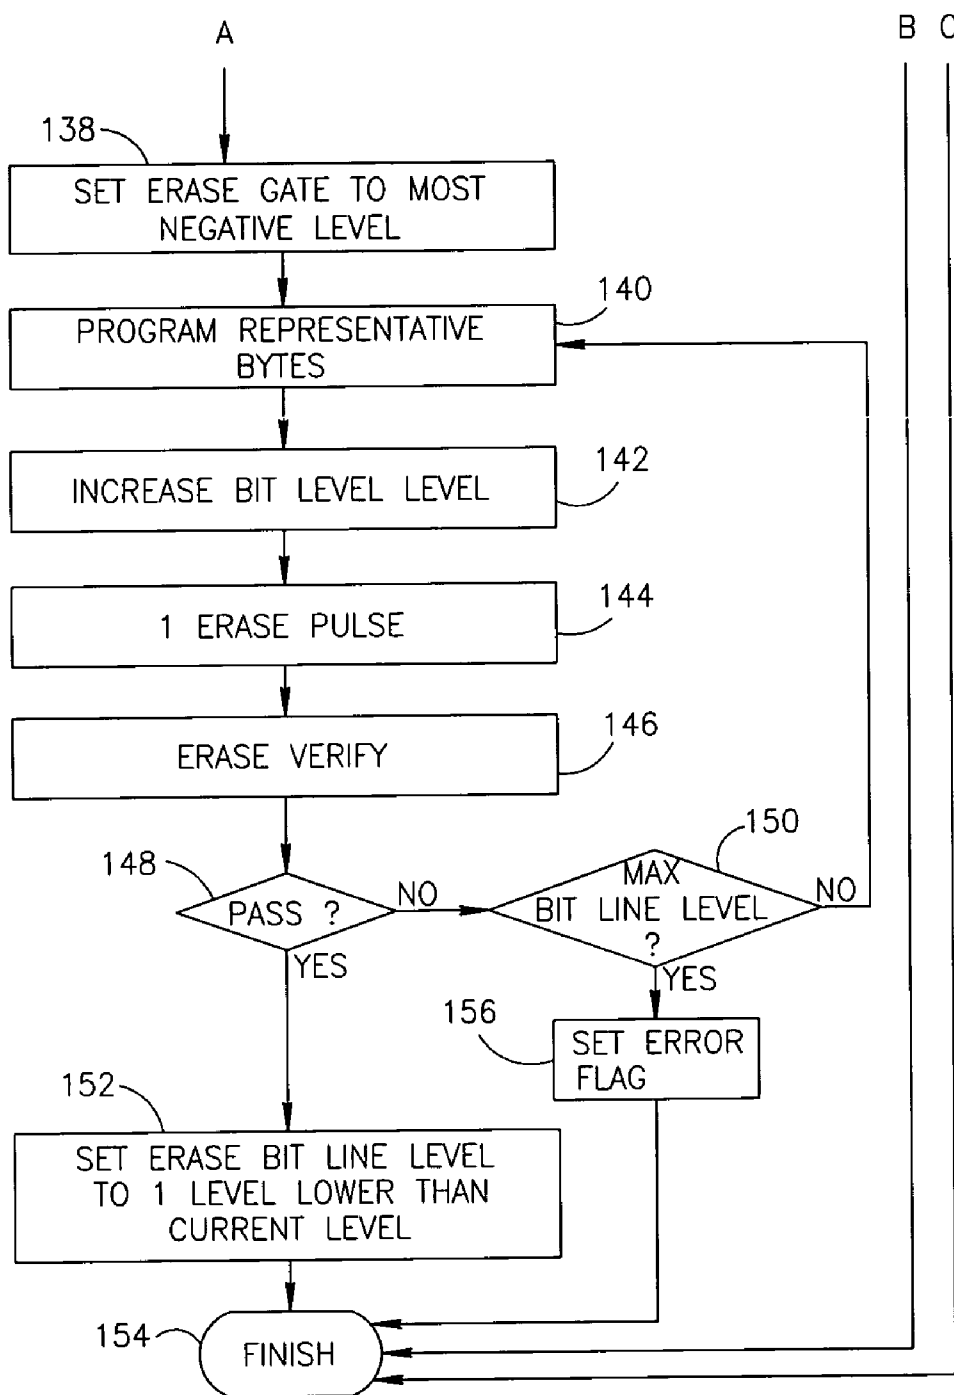 A
B
C
138
SET ERASE GATE TO MOST
NEGATIVE LEVEL
140
PROGRAM REPRESENTATIVE
BYTES
142
INCREASE BIT LEVEL LEVEL
144
1 ERASE PULSE
146
ERASE VERIFY
148
PASS ?
NO
YES
150
MAX
BIT LINE LEVEL
?
NO
YES
156
SET ERROR
FLAG
152
SET ERASE BIT LINE LEVEL
TO 1 LEVEL LOWER THAN
CURRENT LEVEL
154
FINISH